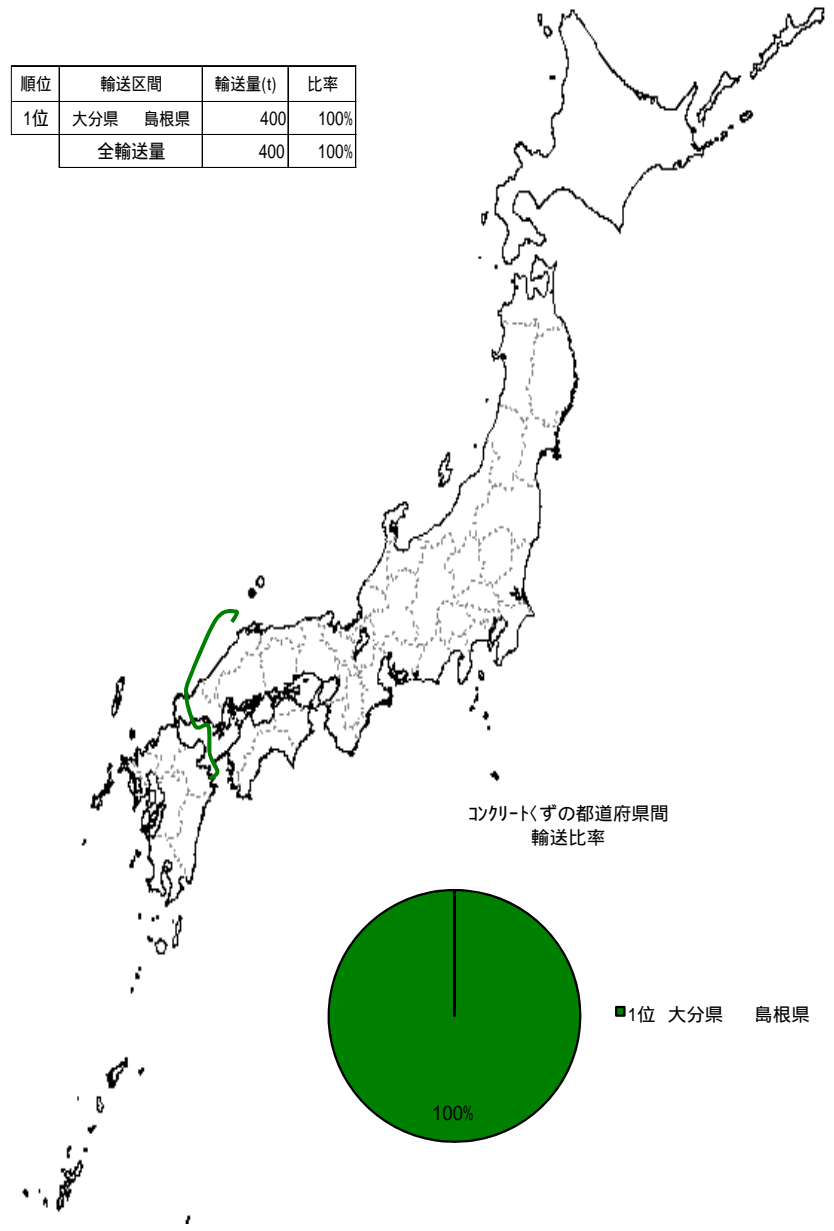 順位 輸送区間 輸送量(t) 比率
1位 大分県 島根県 400 100%
全輸送量 400 100%
コンクリートくずの都道府県間
輸送比率
1位 大分県 島根県
100%